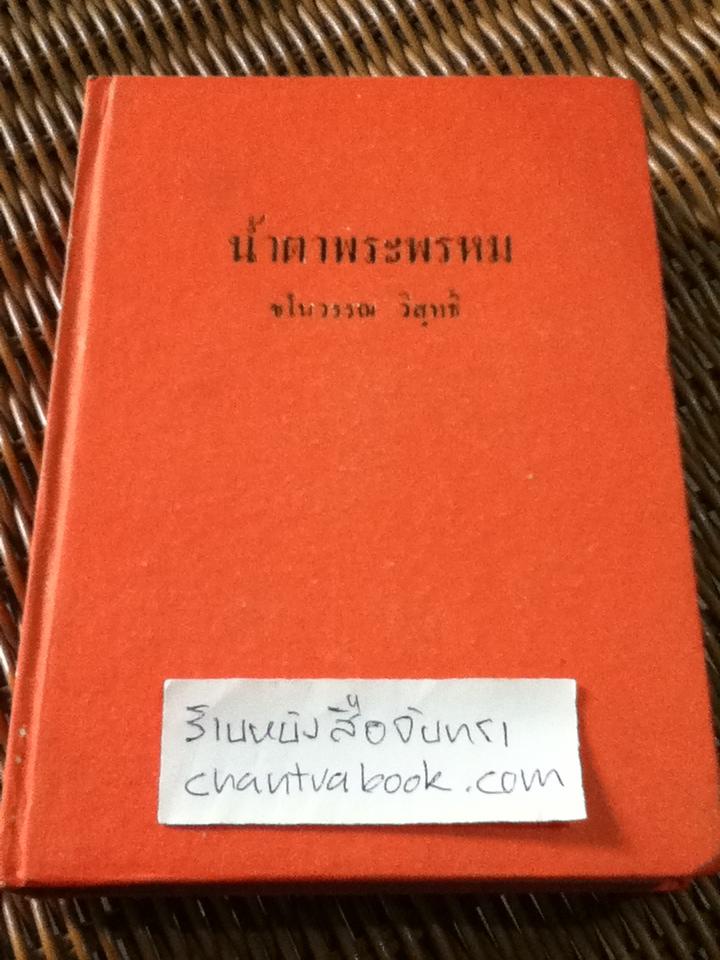 น้ำตาพระพรหม
ชโนวรรณ วิสุทธิ์
ร้านหนังสือจันทรา
chantrabook.com